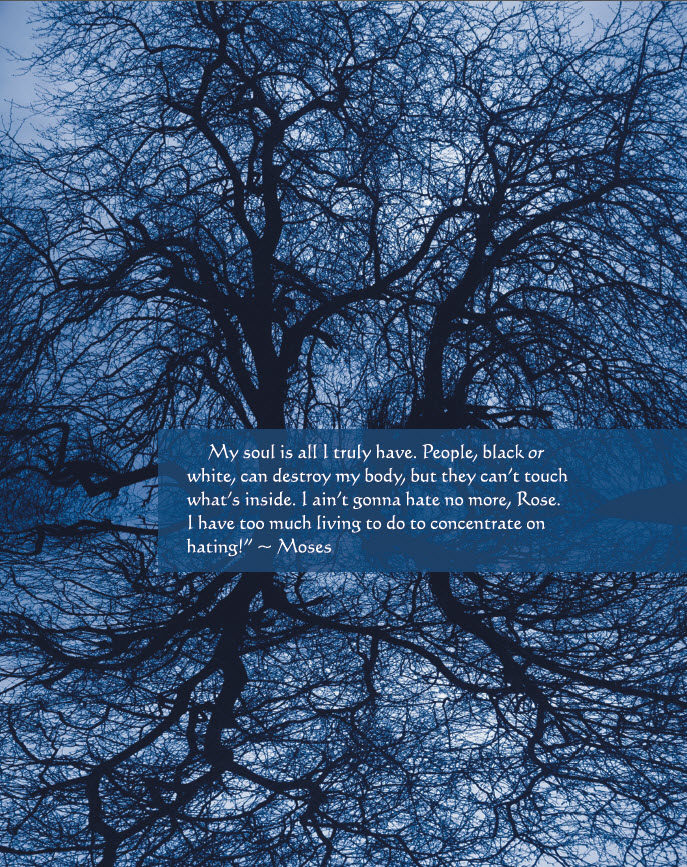 My soul is all I truly have. People, black or
white, can destroy my body, but they can't touch
what's inside. I ain't gonna hate no more, Rose.
I have too much living to do to concentrate on
hating!” ~ Moses